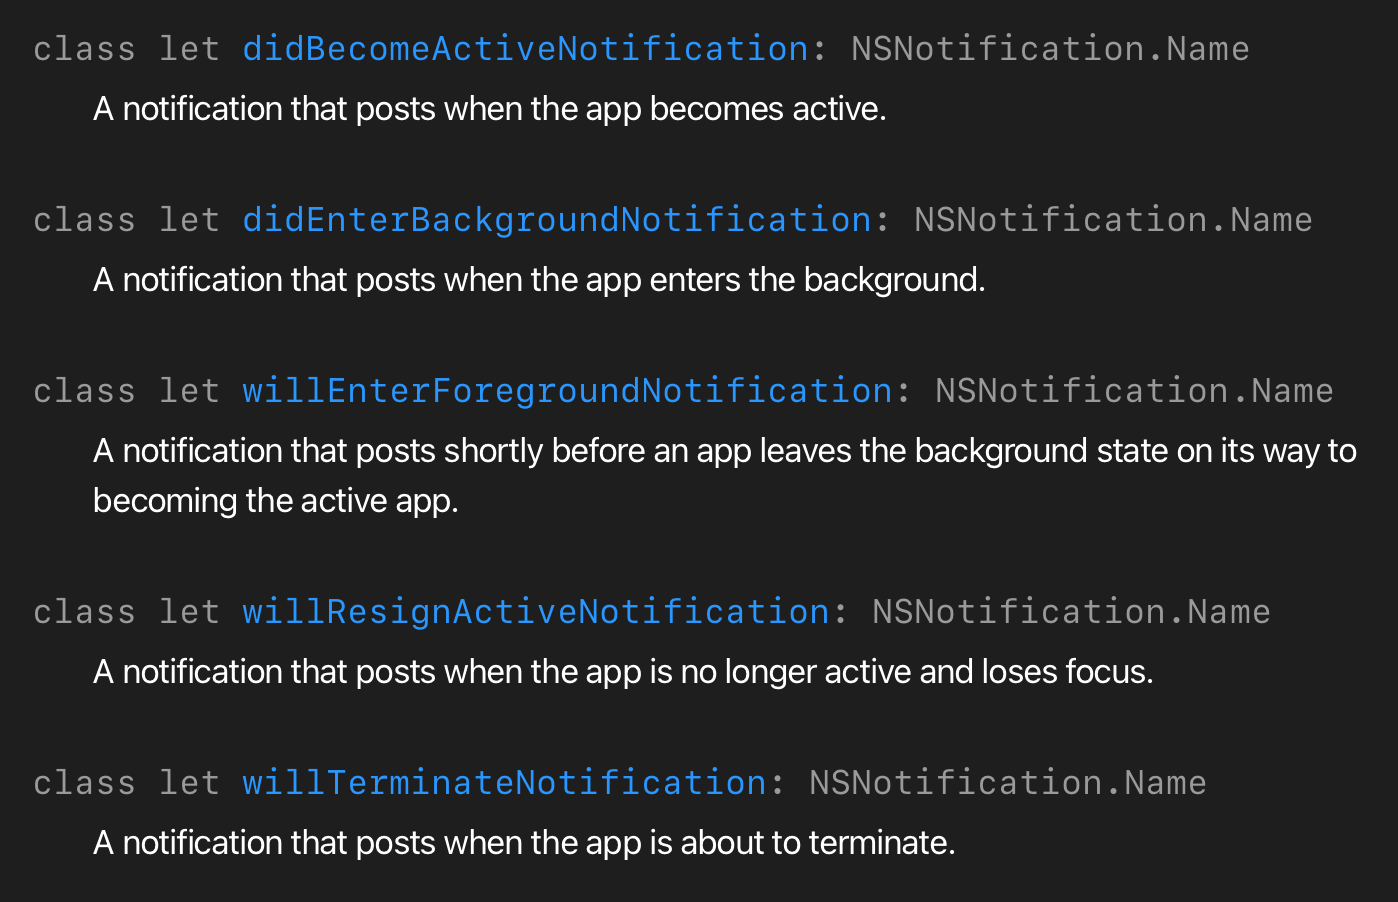 class let didBecomeActiveNotification: NSNotification.Name
A notification that posts when the app becomes active.
class let didEnterBackgroundNotification: NSNotification.Name
A notification that posts when the app enters the background.
class let willEnterForegroundNotification: NSNotification.Name
A notification that posts shortly before an app leaves the background state on its way to
becoming the active app.
class let willResignActiveNotification: NSNotification.Name
A notification that posts when the app is no longer active and loses focus.
class let willTerminateNotification: NSNotification.Name
A notification that posts when the app is about to terminate.